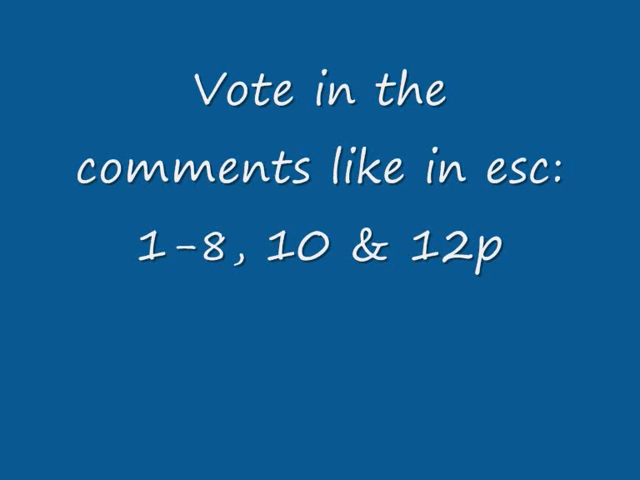 Vote in the
comments like in esc:
1-8, 10 & 12p